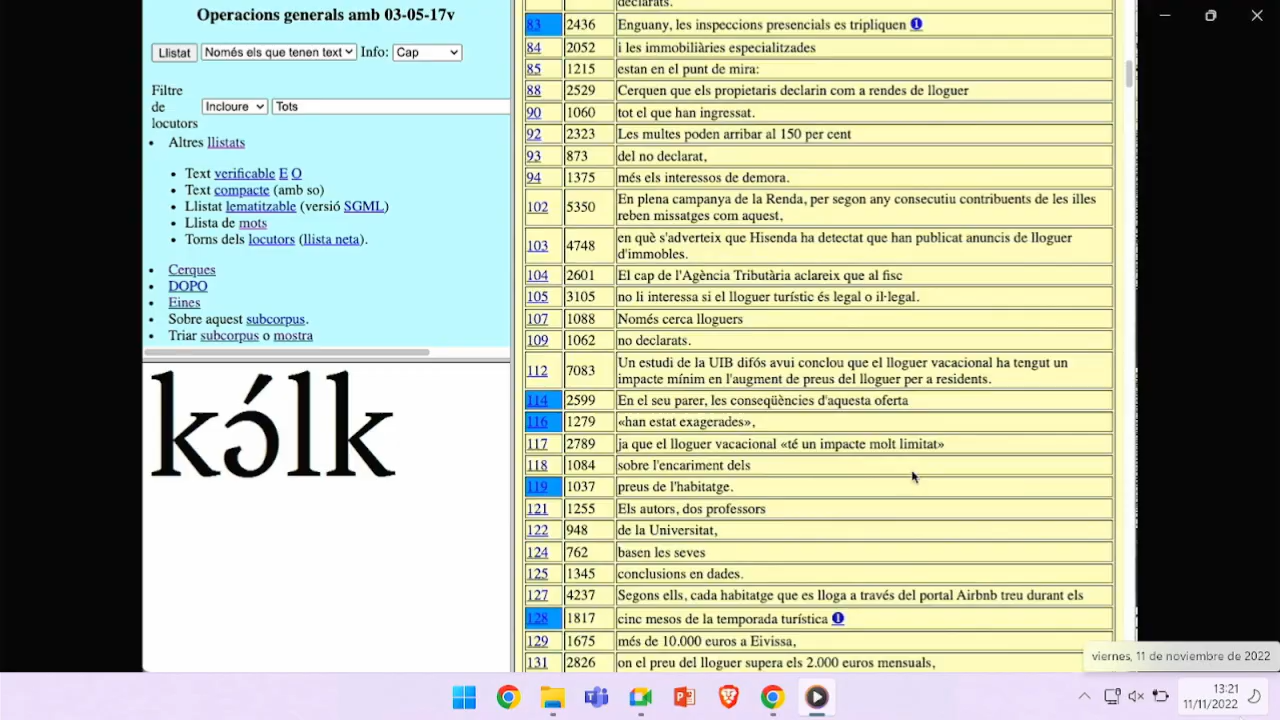 Operacions generals amb 03-05-17v
Llistat Només els que tenen text Info: Cap
Filtre
de
locutors
Incloure Tots
Altres llistats
Text verificable E O
Text compacte (amb so)
Llistat lematitzable (versió SGML)
Llista de mots
Torns dels locutors (llista neta).
Cerques
DOPO
Eines
Sobre aquest subcorpus.
Triar subcorpus o mostra
kɔ́lk
declarats.
83 2436 Enguany, les inspeccions presencials es tripliquen
84 2052 i les immobiliàries especialitzades
85 1215 estan en el punt de mira:
88 2529 Cerquen que els propietaris declarin com a rendes de lloguer
90 1060 tot el que han ingressat.
92 2323 Les multes poden arribar al 150 per cent
93 873 del no declarat,
94 1375 més els interessos de demora.
102 5350 En plena campanya de la Renda, per segon any consecutiu contribuents de les illes
reben missatges com aquest,
103 4748 en què s'adverteix que Hisenda ha detectat que han publicat anuncis de lloguer
d'immobles.
104 2601 El cap de l'Agència Tributària aclareix que al fisc
105 3105 no li interessa si el lloguer turístic és legal o il·legal.
107 1088 Només cerca lloguers
109 1062 no declarats.
112 7083 Un estudi de la UIB difós avui conclou que el lloguer vacacional ha tengut un
impacte mínim en l'augment de preus del lloguer per a residents.
114 2599 En el seu parer, les conseqüències d'aquesta oferta
116 1279 «han estat exagerades»,
117 2789 ja que el lloguer vacacional «té un impacte molt limitat»
118 1084 sobre l'encariment dels
119 1037 preus de l'habitatge.
121 1255 Els autors, dos professors
122 948 de la Universitat,
124 762 basen les seves
125 1345 conclusions en dades.
127 4237 Segons ells, cada habitatge que es lloga a través del portal Airbnb treu durant els
128 1817 cinc mesos de la temporada turística
129 1675 més de 10.000 euros a Eivissa,
131 2826 on el preu del lloguer supera els 2.000 euros mensuals,
viernes, 11 de noviembre de 2022
13:21
11/11/2022